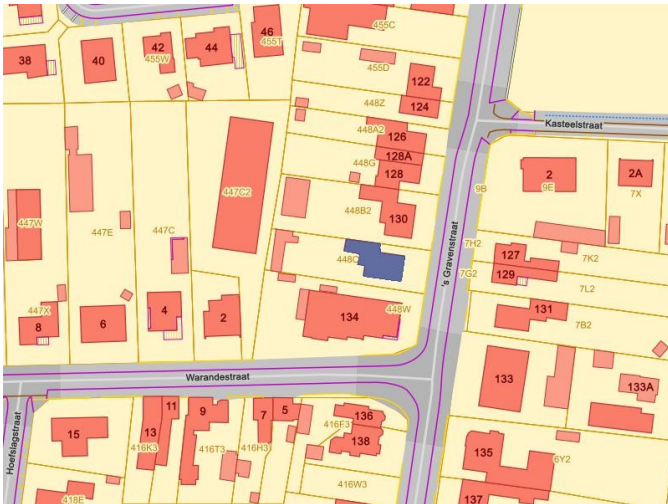 455C
46
455T
42
44
455W
38
40
455D
122
448Z
124
Kasteelstraat
448A2
126
128A
448G
128
2
2A
9B
9E
7X
447C2
447W
448B2
130
447E
447C
's Gravenstraat
7H2
127
7K2
448C
7G2
129
7L2
447X
4
448W
131
8
6
2
134
7B2
Warandestraat
133
133A
Hoefslagstraat
11
9
7
5
136
416F3
15
13
138
416K3
416T3
416H3
135
6Y2
416W3
418E
137